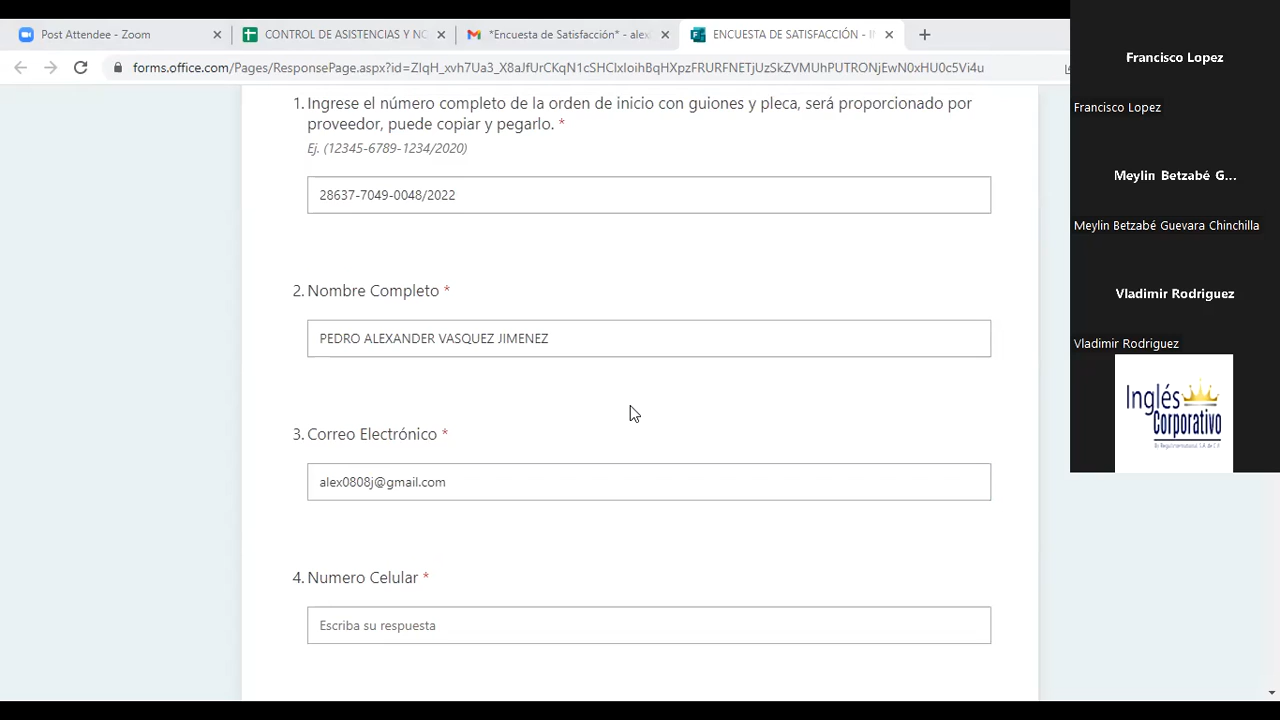 Post Attendee - Zoom
CONTROL DE ASISTENCIAS Y NO
*Encuesta de Satisfacción* - alex
ENCUESTA DE SATISFACCIÓN - I
forms.office.com/Pages/ResponsePage.aspx?id=ZIqH_xvh7Ua3_X8aJfUrCKqN1cSHCIxIoihBqHXpzFRURFNETjUzSkZVMUhPUTRONjEwN0xHU0c5Vi4u
1. Ingrese el número completo de la orden de inicio con guiones y pleca, será proporcionado por
proveedor, puede copiar y pegarlo. *
Ej. (12345-6789-1234/2020)
28637-7049-0048/2022
2. Nombre Completo *
PEDRO ALEXANDER VASQUEZ JIMENEZ
3. Correo Electrónico *
alex0808j@gmail.com
4. Numero Celular *
Escriba su respuesta
Francisco Lopez
Francisco Lopez
Meylin Betzabé G...
Meylin Betzabé Guevara Chinchilla
Vladimir Rodriguez
Vladimir Rodriguez
Inglés
Corporativo